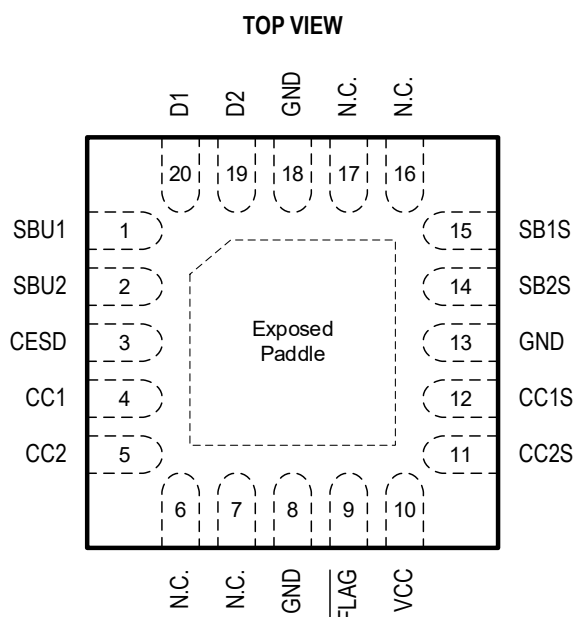 TOP VIEW
D1
D2
GND
N.C.
N.C.
20
19
18
17
16
SBU1
1
15
SB1S
SBU2
2
14
SB2S
CESD
3
Exposed
Paddle
13
GND
CC1
4
12
CC1S
CC2
5
11
CC2S
6
7
8
9
10
N.C.
N.C.
GND
FLAG
VCC